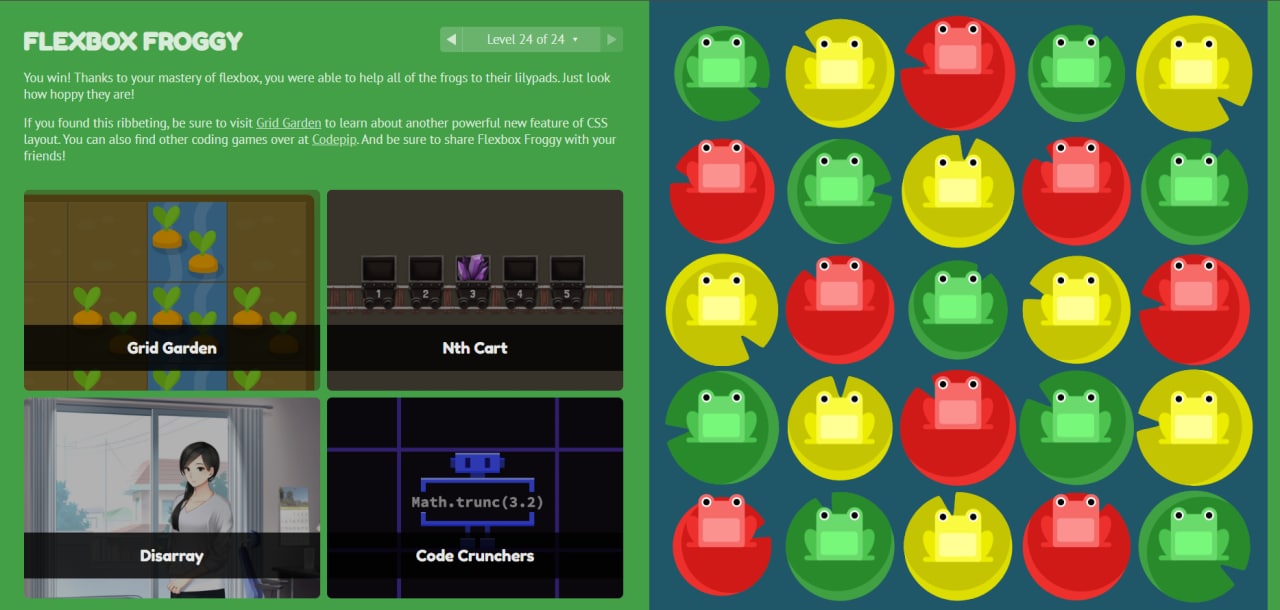 FLEXBOX FROGGY
◀ Level 24 of 24 ▾ ▶
You win! Thanks to your mastery of flexbox, you were able to help all of the frogs to their lilypads. Just look
how hoppy they are!
If you found this ribbeting, be sure to visit Grid Garden to learn about another powerful new feature of CSS
layout. You can also find other coding games over at Codepip. And be sure to share Flexbox Froggy with your
friends!
Grid Garden
1 2 3 4 5
Nth Cart
Disarray
Math.trunc(3.2)
Code Crunchers